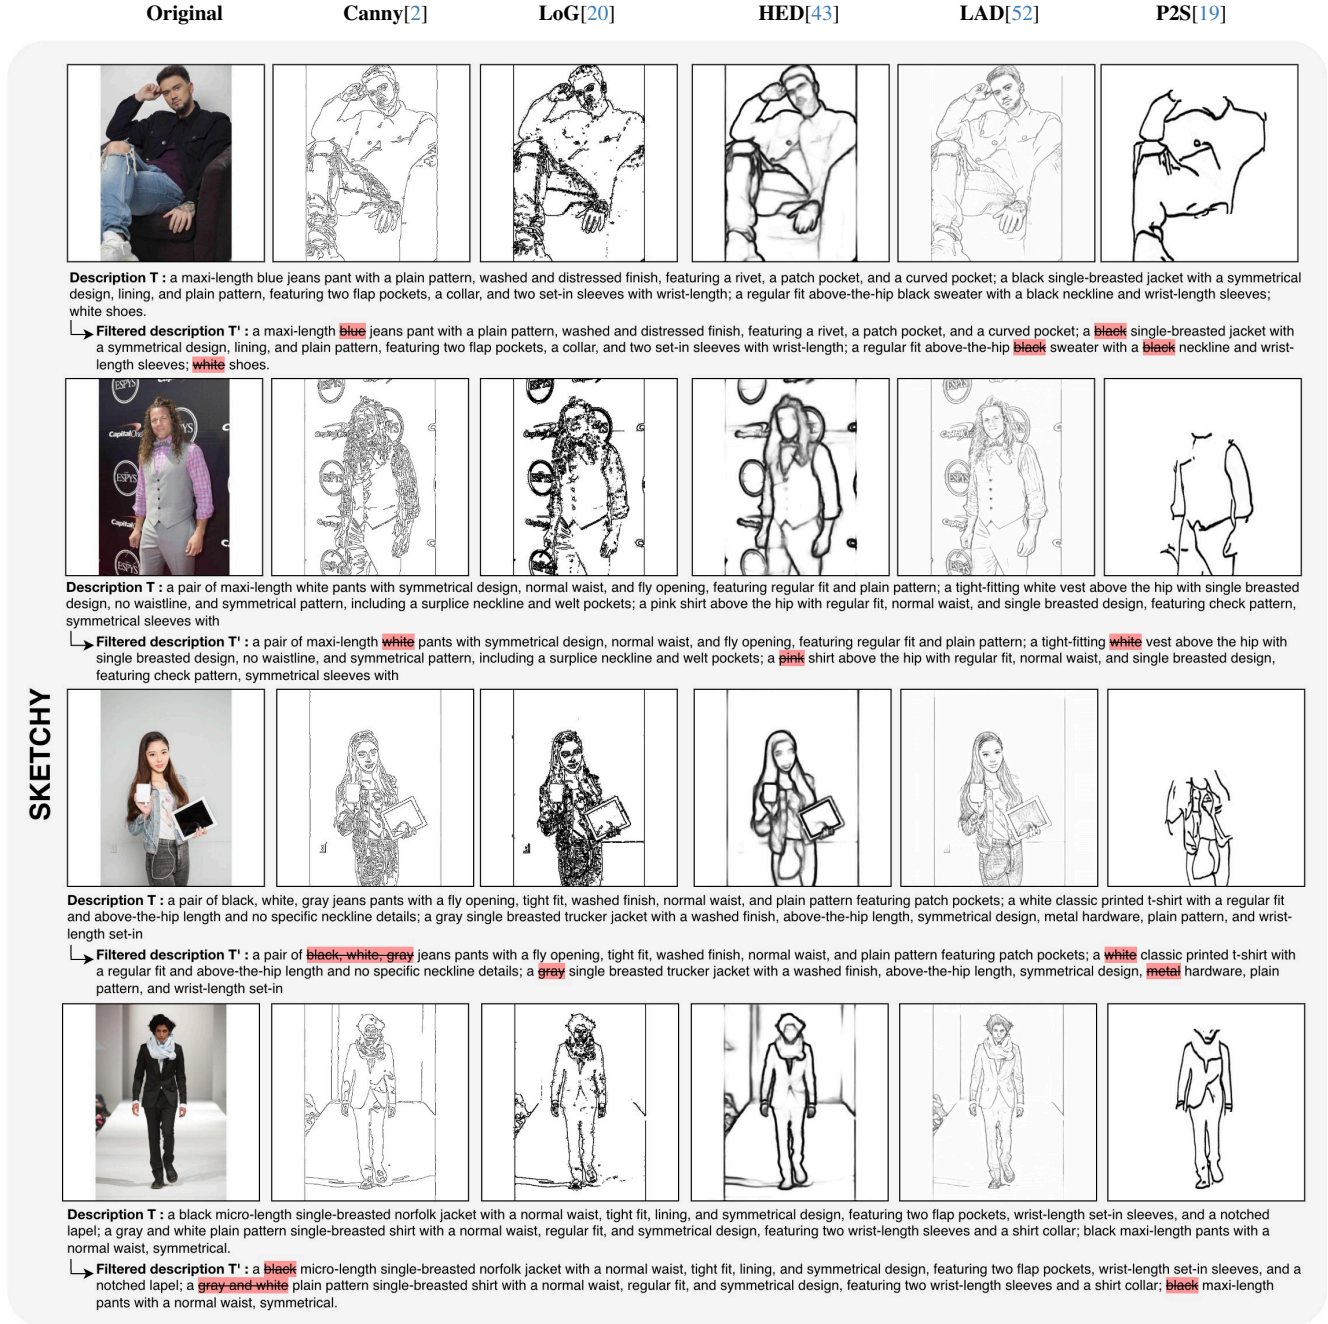 Original Canny[2] LoG[20] HED[43] LAD[52] P2S[19]
SKETCHY
ESPYS
CapitalOne
ESPYS
Description T : a maxi-length blue jeans pant with a plain pattern, washed and distressed finish, featuring a rivet, a patch pocket, and a curved pocket; a black single-breasted jacket with a symmetrical
design, lining, and plain pattern, featuring two flap pockets, a collar, and two set-in sleeves with wrist-length; a regular fit above-the-hip black sweater with a black neckline and wrist-length sleeves;
white shoes.
Filtered description T' : a maxi-length blue jeans pant with a plain pattern, washed and distressed finish, featuring a rivet, a patch pocket, and a curved pocket; a black single-breasted jacket with
a symmetrical design, lining, and plain pattern, featuring two flap pockets, a collar, and two set-in sleeves with wrist-length; a regular fit above-the-hip black sweater with a black neckline and wrist-
length sleeves; white shoes.
Description T : a pair of maxi-length white pants with symmetrical design, normal waist, and fly opening, featuring regular fit and plain pattern; a tight-fitting white vest above the hip with single breasted
design, no waistline, and symmetrical pattern, including a surplice neckline and welt pockets; a pink shirt above the hip with regular fit, normal waist, and single breasted design, featuring check pattern,
symmetrical sleeves with
Filtered description T' : a pair of maxi-length white pants with symmetrical design, normal waist, and fly opening, featuring regular fit and plain pattern; a tight-fitting white vest above the hip with
single breasted design, no waistline, and symmetrical pattern, including a surplice neckline and welt pockets; a pink shirt above the hip with regular fit, normal waist, and single breasted design,
featuring check pattern, symmetrical sleeves with
Description T : a pair of black, white, gray jeans pants with a fly opening, tight fit, washed finish, normal waist, and plain pattern featuring patch pockets; a white classic printed t-shirt with a regular fit
and above-the-hip length and no specific neckline details; a gray single breasted trucker jacket with a washed finish, above-the-hip length, symmetrical design, metal hardware, plain pattern, and wrist-
length set-in
Filtered description T' : a pair of black, white, gray jeans pants with a fly opening, tight fit, washed finish, normal waist, and plain pattern featuring patch pockets; a white classic printed t-shirt with
a regular fit and above-the-hip length and no specific neckline details; a gray single breasted trucker jacket with a washed finish, above-the-hip length, symmetrical design, metal hardware, plain
pattern, and wrist-length set-in
Description T : a black micro-length single-breasted norfolk jacket with a normal waist, tight fit, lining, and symmetrical design, featuring two flap pockets, wrist-length set-in sleeves, and a notched
lapel; a gray and white plain pattern single-breasted shirt with a normal waist, regular fit, and symmetrical design, featuring two wrist-length sleeves and a shirt collar; black maxi-length pants with a
normal waist, symmetrical.
Filtered description T' : a black micro-length single-breasted norfolk jacket with a normal waist, tight fit, lining, and symmetrical design, featuring two flap pockets, wrist-length set-in sleeves, and a
notched lapel; a gray and white plain pattern single-breasted shirt with a normal waist, regular fit, and symmetrical design, featuring two wrist-length sleeves and a shirt collar; black maxi-length
pants with a normal waist, symmetrical.